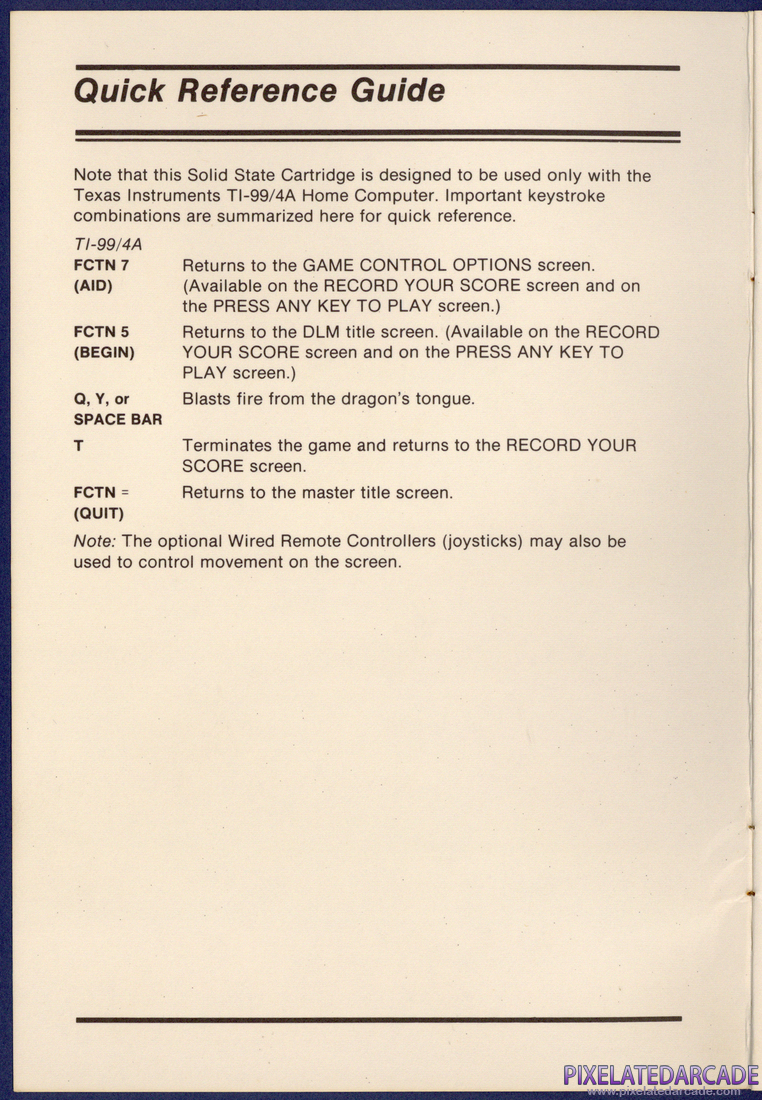 Quick Reference Guide
Note that this Solid State Cartridge is designed to be used only with the
Texas Instruments TI-99/4A Home Computer. Important keystroke
combinations are summarized here for quick reference.
TI-99/4A
FCTN 7 Returns to the GAME CONTROL OPTIONS screen.
(AID) (Available on the RECORD YOUR SCORE screen and on
the PRESS ANY KEY TO PLAY screen.)
FCTN 5 Returns to the DLM title screen. (Available on the RECORD
(BEGIN) YOUR SCORE screen and on the PRESS ANY KEY TO
PLAY screen.)
Q, Y, or Blasts fire from the dragon's tongue.
SPACE BAR
T Terminates the game and returns to the RECORD YOUR
SCORE screen.
FCTN = Returns to the master title screen.
(QUIT)
Note: The optional Wired Remote Controllers (joysticks) may also be
used to control movement on the screen.
PIXELATEDARCADE
www.pixelatedarcade.com